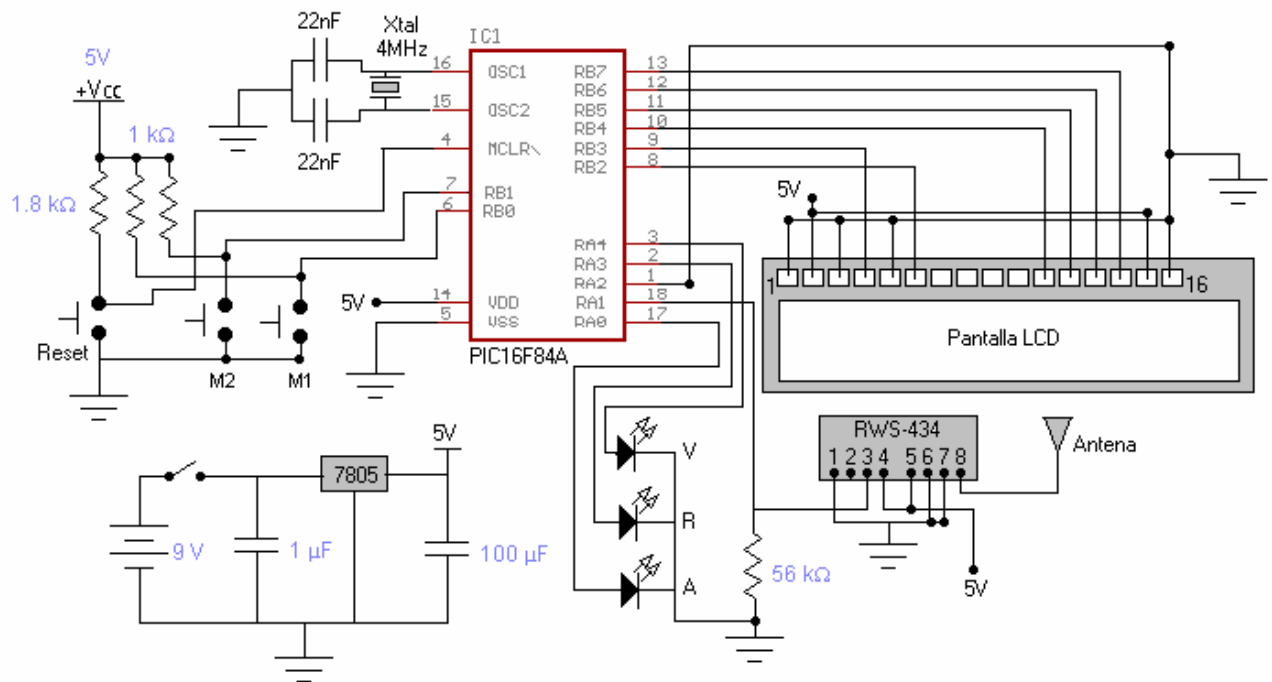 22nF
Xtal
4MHz
22nF
5V
+Vcc
1 kΩ
1.8 kΩ
Reset
M2
M1
IC1
16 OSC1
15 OSC2
4 MCLR\
7 RB1
6 RB0
14 VDD
5 VSS
5V
RB7 13
RB6 12
RB5 11
RB4 10
RB3 9
RB2 8
RA4 3
RA3 2
RA2 1
RA1 18
RA0 17
PIC16F84A
5V
1
16
Pantalla LCD
RWS-434
1 2 3 4 5 6 7 8
Antena
5V
V
R
A
56 kΩ
9 V
1 µF
7805
5V
100 µF